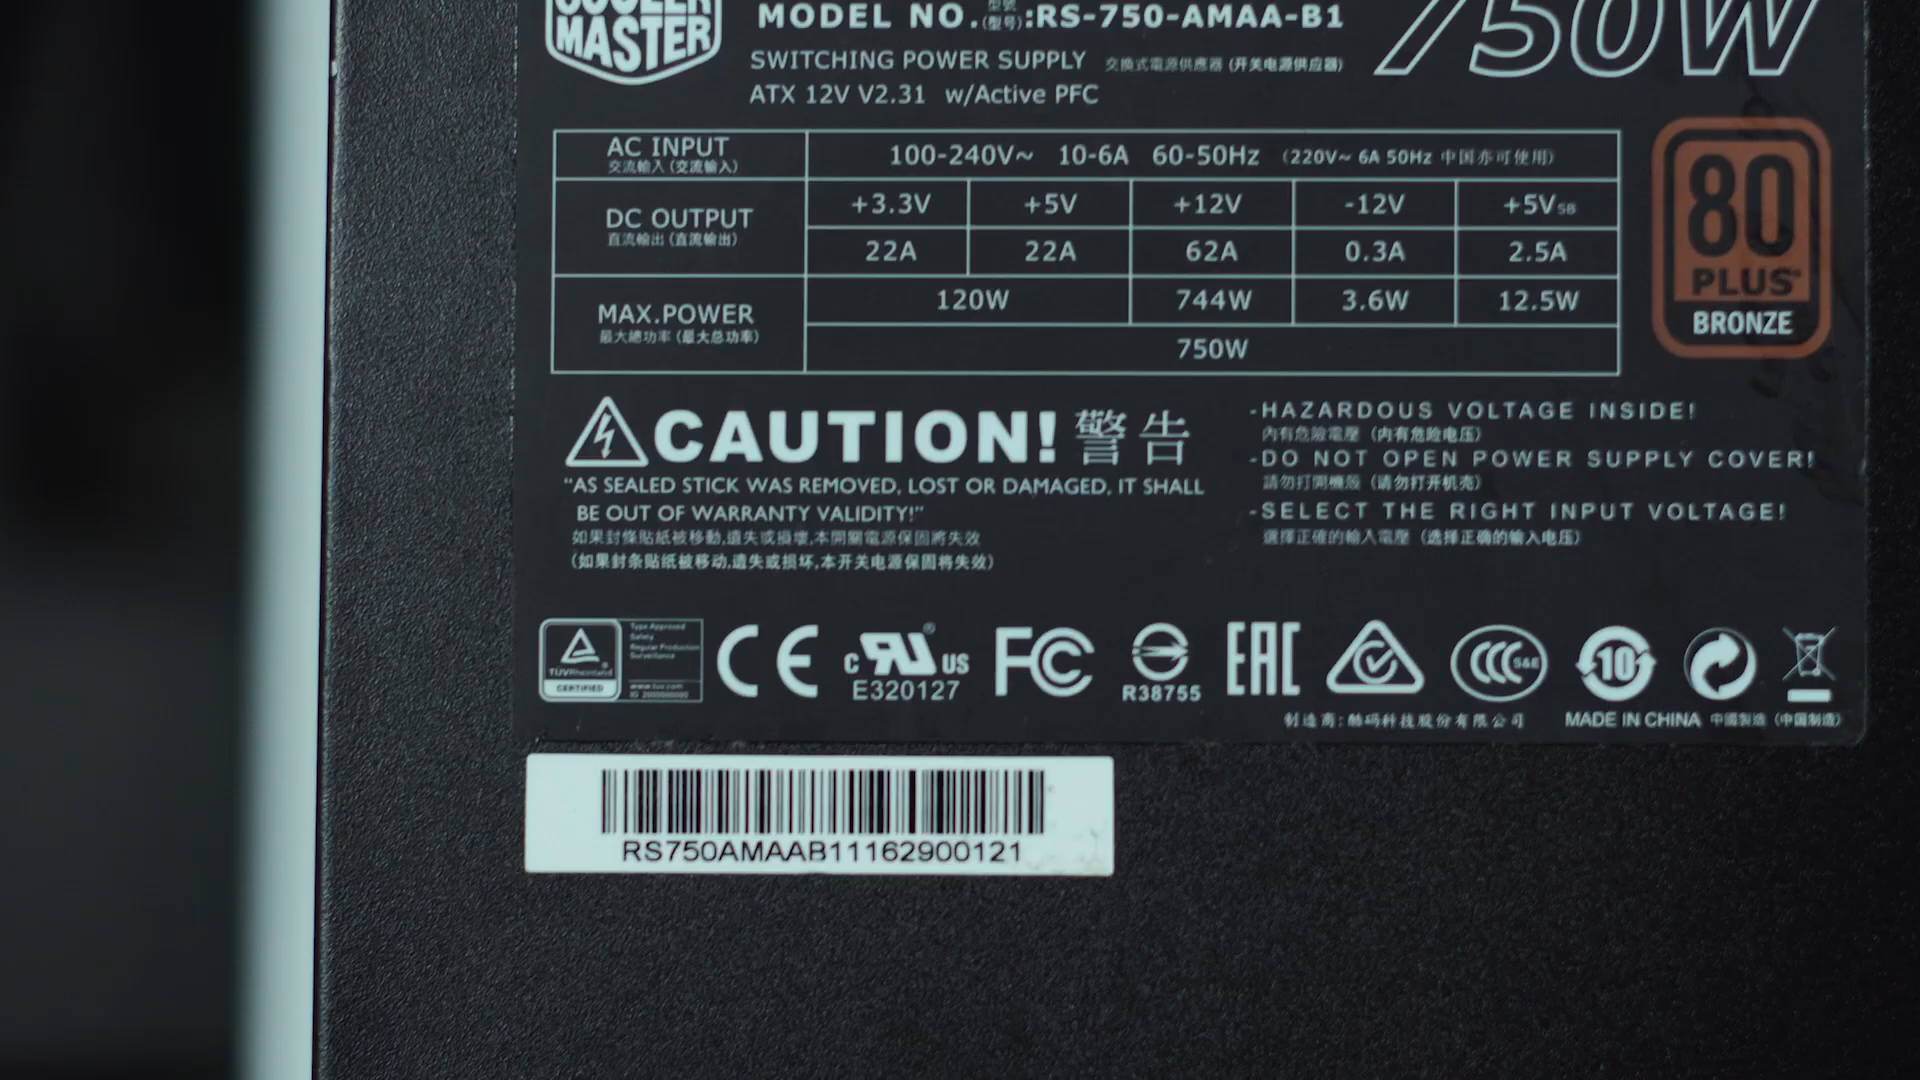 COOLER
MASTER
MODEL NO.型號(型号):RS-750-AMAA-B1
750W
SWITCHING POWER SUPPLY 交換式電源供應器 (开关电源供应器)
ATX 12V V2.31 w/Active PFC
AC INPUT 100-240V~ 10-6A 60-50Hz (220V~ 6A 50Hz 中国亦可使用)
交流輸入 (交流输入)
DC OUTPUT +3.3V +5V +12V -12V +5VSB
直流輸出 (直流输出)
22A 22A 62A 0.3A 2.5A
MAX.POWER 120W 744W 3.6W 12.5W
最大總功率 (最大总功率)
750W
80
PLUS
BRONZE
CAUTION! 警告
"AS SEALED STICK WAS REMOVED, LOST OR DAMAGED, IT SHALL
BE OUT OF WARRANTY VALIDITY!"
如果封條貼紙被移動,遺失或損壞,本開關電源保固將失效
(如果封条贴纸被移动,遗失或损坏,本开关电源保固将失效)
-HAZARDOUS VOLTAGE INSIDE!
內有危險電壓 (内有危险电压)
-DO NOT OPEN POWER SUPPLY COVER!
請勿打開機殼 (请勿打开机壳)
-SELECT THE RIGHT INPUT VOLTAGE!
選擇正確的輸入電壓 (选择正确的输入电压)
TÜVRheinland
CERTIFIED
Type Approved
Safety
Regular Production
Surveillance
www.tuv.com
CE
c RU US
E320127
FC
R38755
EAC
CCC S&E
10
制造商:酷码科技股份有限公司
MADE IN CHINA 中國製造 (中国制造)
RS750AMAAB11162900121